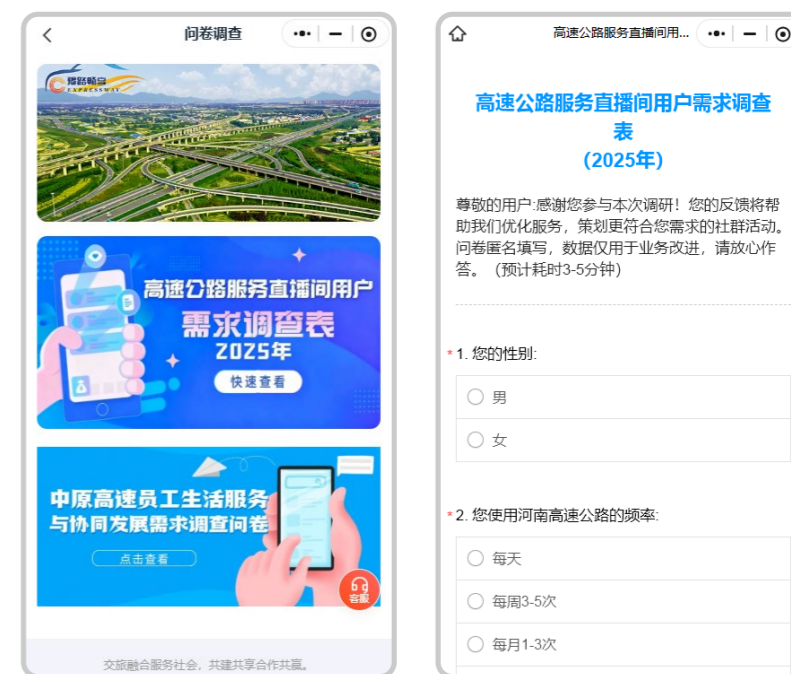 问卷调查
豫路畅享
EXPRESSWAY
高速公路服务直播间用户
需求调查表
2025年
快速查看
中原高速员工生活服务
与协同发展需求调查问卷
点击查看
客服
交旅融合服务社会，共建共享合作共赢。
高速公路服务直播间用...
高速公路服务直播间用户需求调查
表
（2025年）
尊敬的用户:感谢您参与本次调研！您的反馈将帮
助我们优化服务，策划更符合您需求的社群活动。
问卷匿名填写，数据仅用于业务改进，请放心作
答。（预计耗时3-5分钟）
*1. 您的性别:
男
女
*2. 您使用河南高速公路的频率:
每天
每周3-5次
每月1-3次